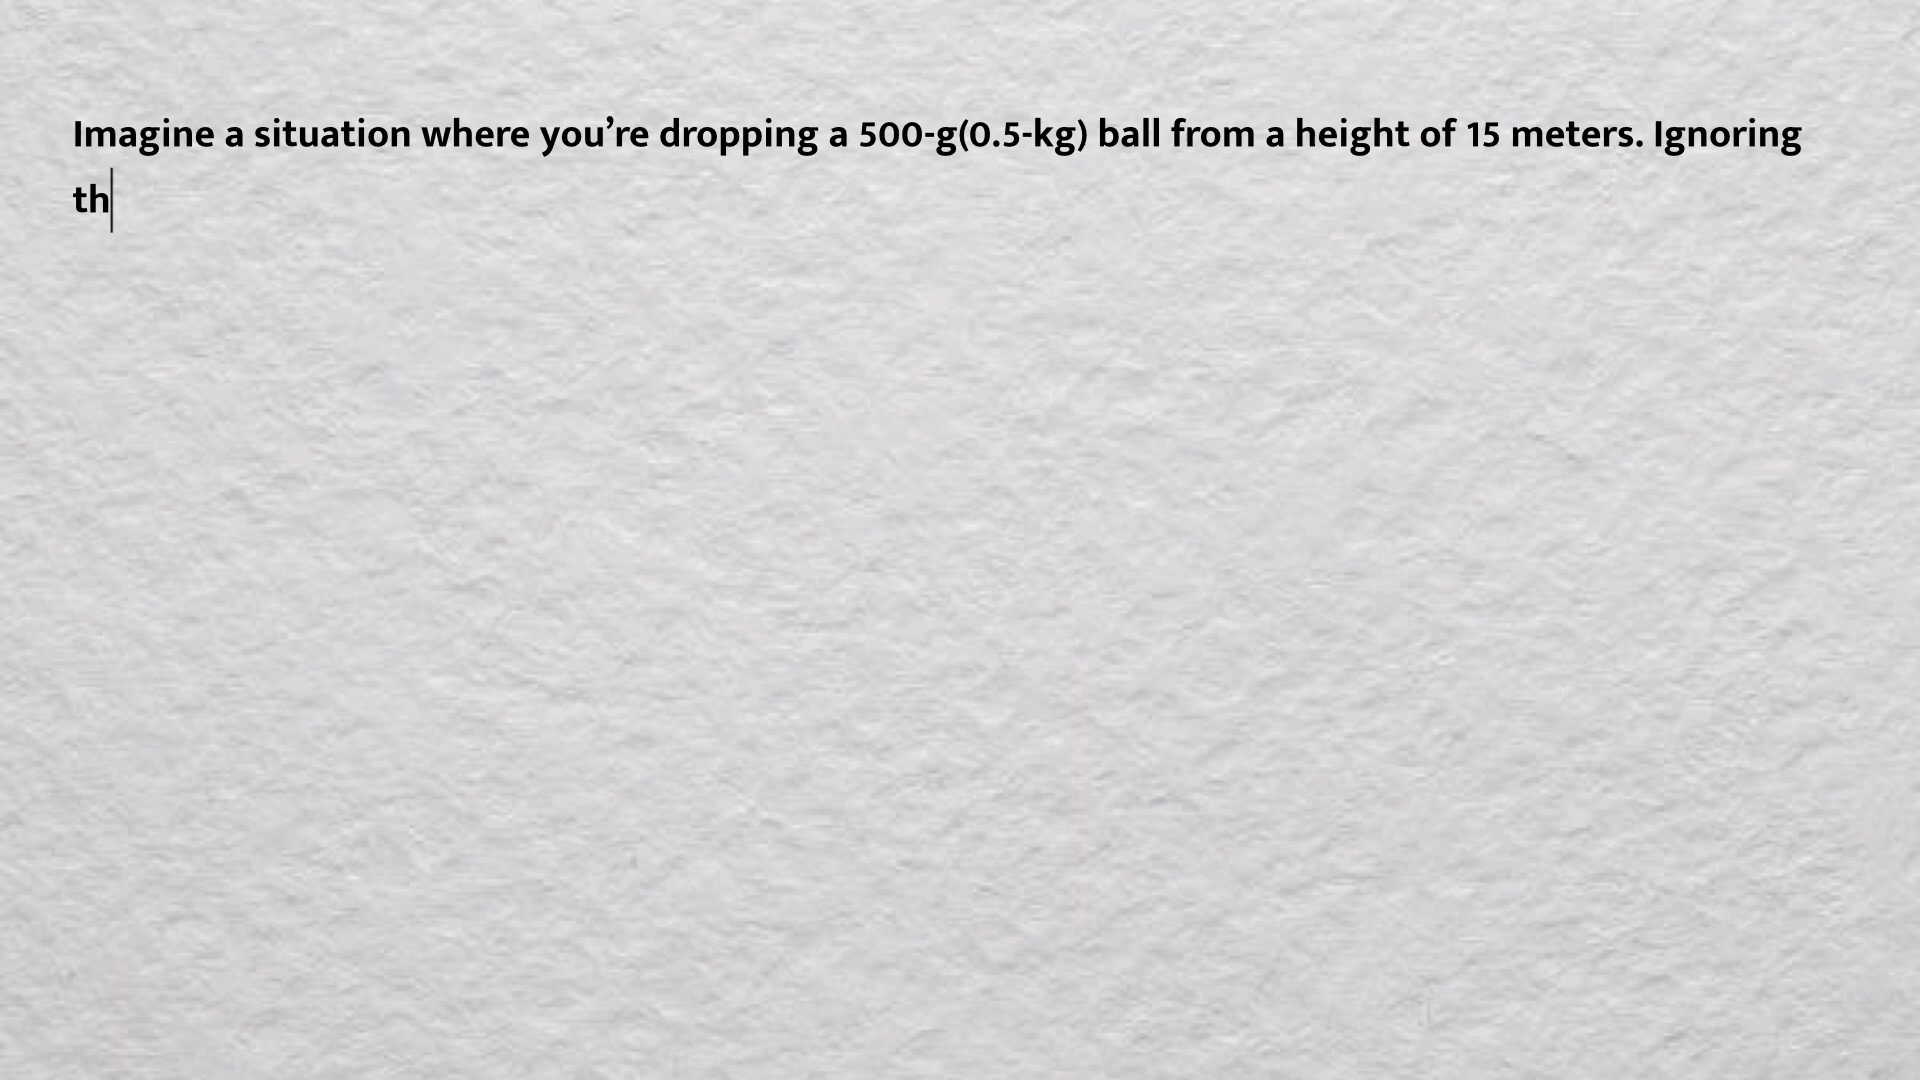 Imagine a situation where you’re dropping a 500-g(0.5-kg) ball from a height of 15 meters. Ignoring
th